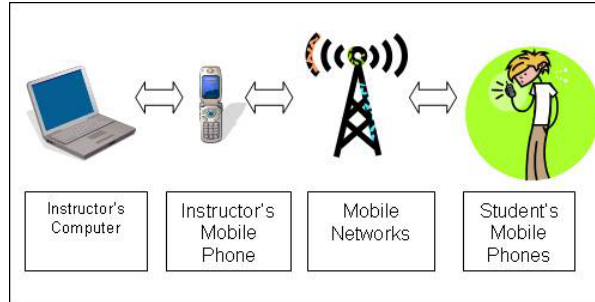 Instructor's
Computer
Instructor's
Mobile
Phone
Mobile
Networks
Student's
Mobile
Phones